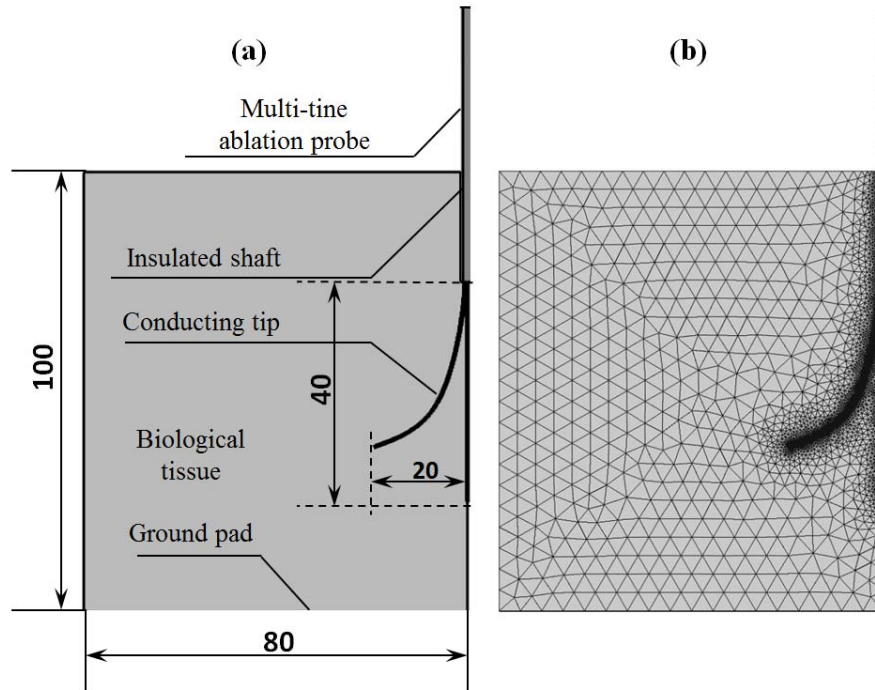 (a)
(b)
Multi-tine
ablation probe
Insulated shaft
Conducting tip
100
40
Biological
tissue
20
Ground pad
80